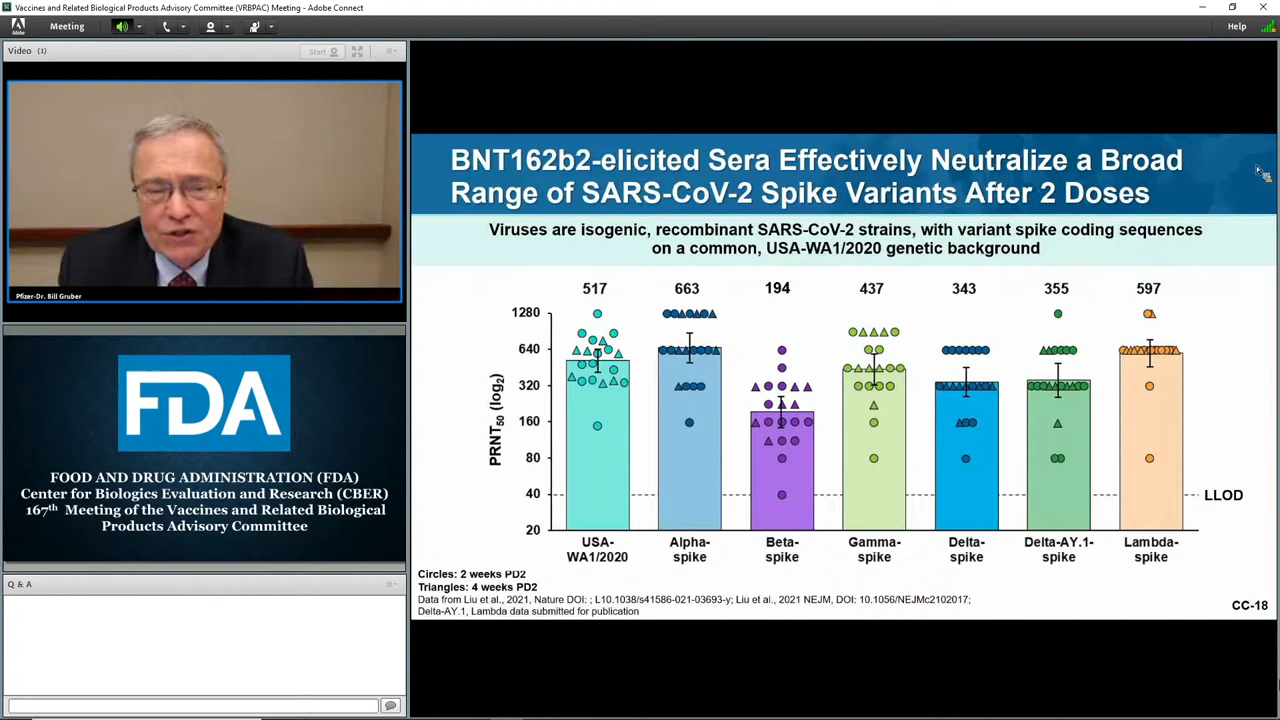 Vaccines and Related Biological Products Advisory Committee (VRBPAC) Meeting - Adobe Connect
Adobe
Meeting
Help
Video (1)
Start
Pfizer-Dr. Bill Gruber
FDA
FOOD AND DRUG ADMINISTRATION (FDA)
Center for Biologics Evaluation and Research (CBER)
167th Meeting of the Vaccines and Related Biological
Products Advisory Committee
Q & A
BNT162b2-elicited Sera Effectively Neutralize a Broad
Range of SARS-CoV-2 Spike Variants After 2 Doses
Viruses are isogenic, recombinant SARS-CoV-2 strains, with variant spike coding sequences
on a common, USA-WA1/2020 genetic background
517 663 194 437 343 355 597
PRNT50 (log2)
1280
640
320
160
80
40
20
LLOD
USA-
WA1/2020
Alpha-
spike
Beta-
spike
Gamma-
spike
Delta-
spike
Delta-AY.1-
spike
Lambda-
spike
Circles: 2 weeks PD2
Triangles: 4 weeks PD2
Data from Liu et al., 2021, Nature DOI: ; L10.1038/s41586-021-03693-y; Liu et al., 2021 NEJM, DOI: 10.1056/NEJMc2102017;
Delta-AY.1, Lambda data submitted for publication
CC-18